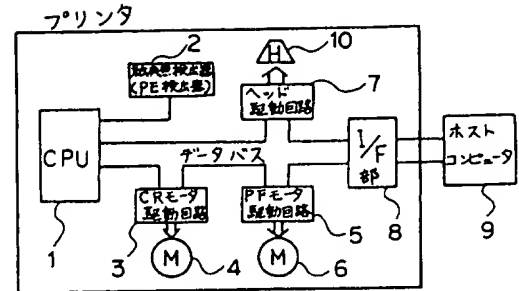 プリンタ
2
紙無検出器
(PE検出器)
H
10
ヘッド
駆動回路
7
CPU
1
データバス
I/F
部
8
ホスト
コンピュータ
9
CRモータ
駆動回路
3
M
4
PFモータ
駆動回路
5
M
6